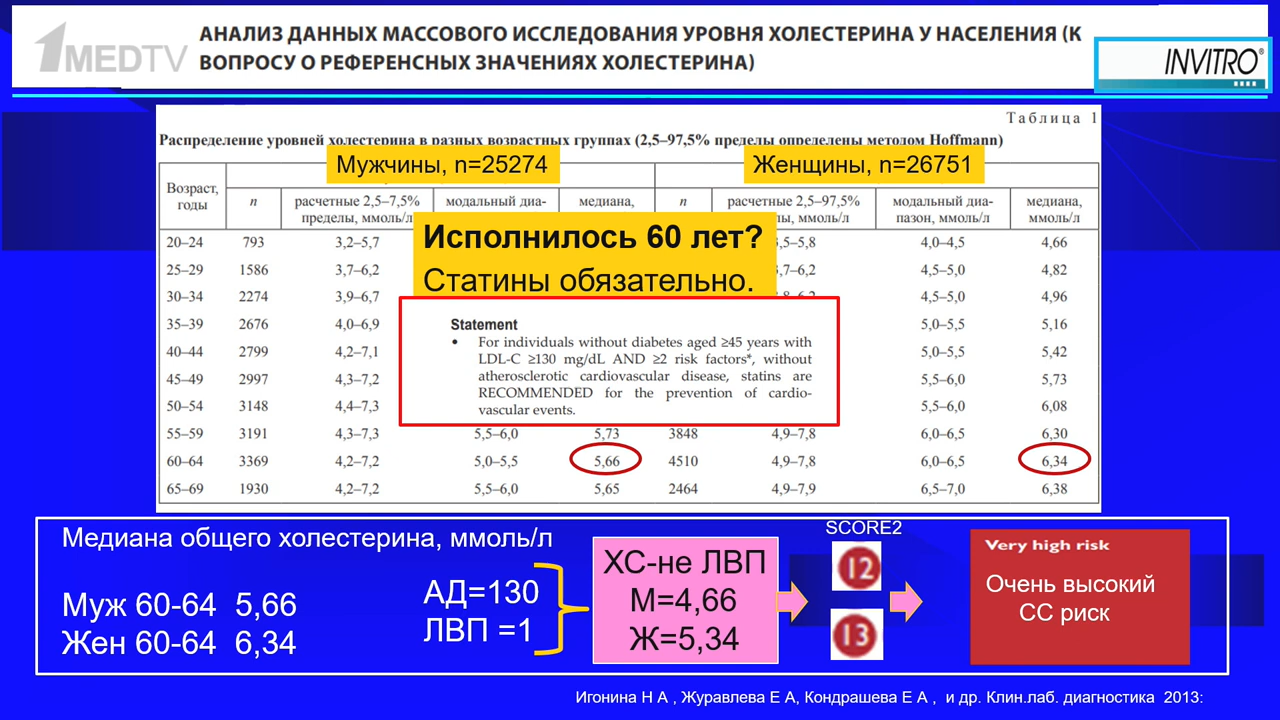 1MEDTV
АНАЛИЗ ДАННЫХ МАССОВОГО ИССЛЕДОВАНИЯ УРОВНЯ ХОЛЕСТЕРИНА У НАСЕЛЕНИЯ (К
ВОПРОСУ О РЕФЕРЕНСНЫХ ЗНАЧЕНИЯХ ХОЛЕСТЕРИНА)
INVITRO®
Таблица 1
Распределение уровней холестерина в разных возрастных группах (2,5–97,5% пределы определены методом Hoffmann)
Мужчины, n=25274 Женщины, n=26751
Возраст, годы n расчетные 2,5–7,5% пределы, ммоль/л модальный диа- медиана, n расчетные 2,5–97,5% модальный диа-пазон, ммоль/л медиана, ммоль/л
Исполнилось 60 лет?
Статины обязательно.
20–24 793 3,2–5,7 4,0–4,5 4,66
25–29 1586 3,7–6,2 4,5–5,0 4,82
30–34 2274 3,9–6,7 4,5–5,0 4,96
35–39 2676 4,0–6,9 5,0–5,5 5,16
40–44 2799 4,2–7,1 5,0–5,5 5,42
45–49 2997 4,3–7,2 5,5–6,0 5,73
50–54 3148 4,4–7,3 5,5–6,0 6,08
55–59 3191 4,3–7,3 5,5–6,0 5,73 3848 4,9–7,8 6,0–6,5 6,30
60–64 3369 4,2–7,2 5,0–5,5 5,66 4510 4,9–7,8 6,0–6,5 6,34
65–69 1930 4,2–7,2 5,5–6,0 5,65 2464 4,9–7,9 6,5–7,0 6,38
Statement
• For individuals without diabetes aged ≥45 years with
LDL-C ≥130 mg/dL AND ≥2 risk factors*, without
atherosclerotic cardiovascular disease, statins are
RECOMMENDED for the prevention of cardio-
vascular events.
Медиана общего холестерина, ммоль/л
Муж 60-64 5,66
Жен 60-64 6,34
АД=130
ЛВП =1
ХС-не ЛВП
М=4,66
Ж=5,34
SCORE2
12
13
Very high risk
Очень высокий
СС риск
Игонина Н А , Журавлева Е А, Кондрашева Е А , и др. Клин.лаб. диагностика 2013: